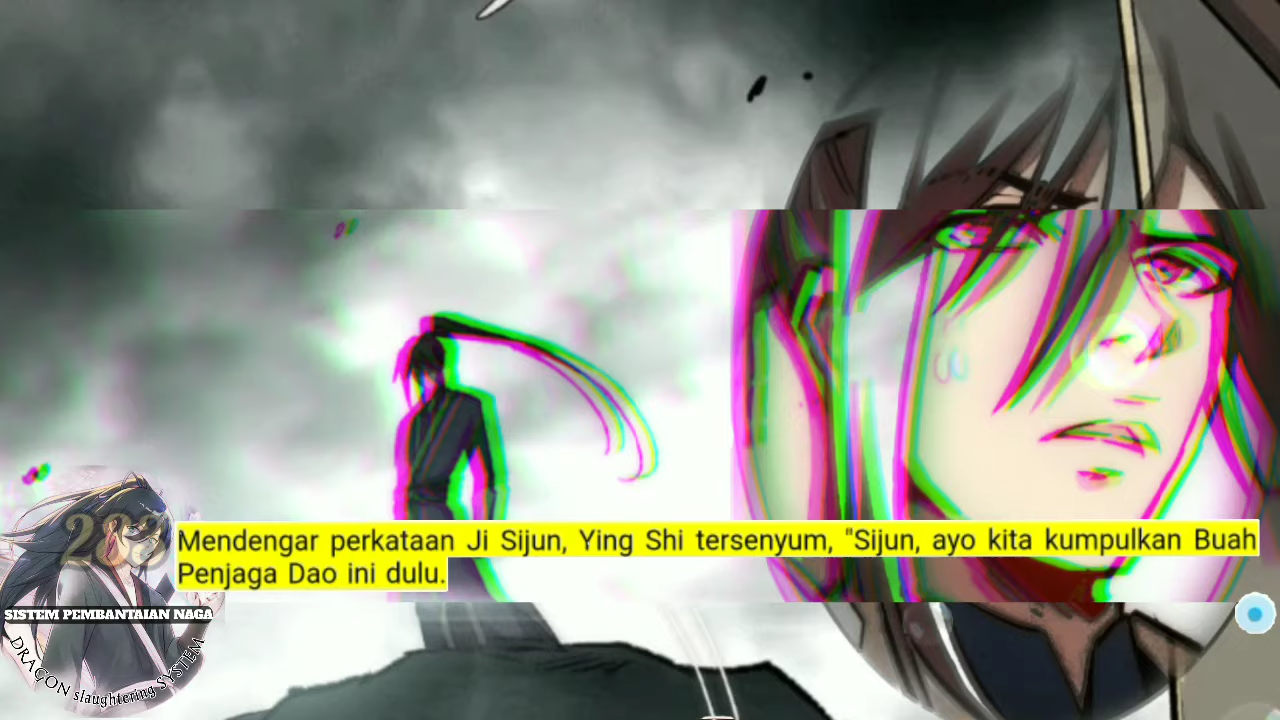 Mendengar perkataan Ji Sijun, Ying Shi tersenyum, "Sijun, ayo kita kumpulkan Buah
Penjaga Dao ini dulu.
SISTEM PEMBANTAIAN NAGA
DRACON slaughtering SYSTEM